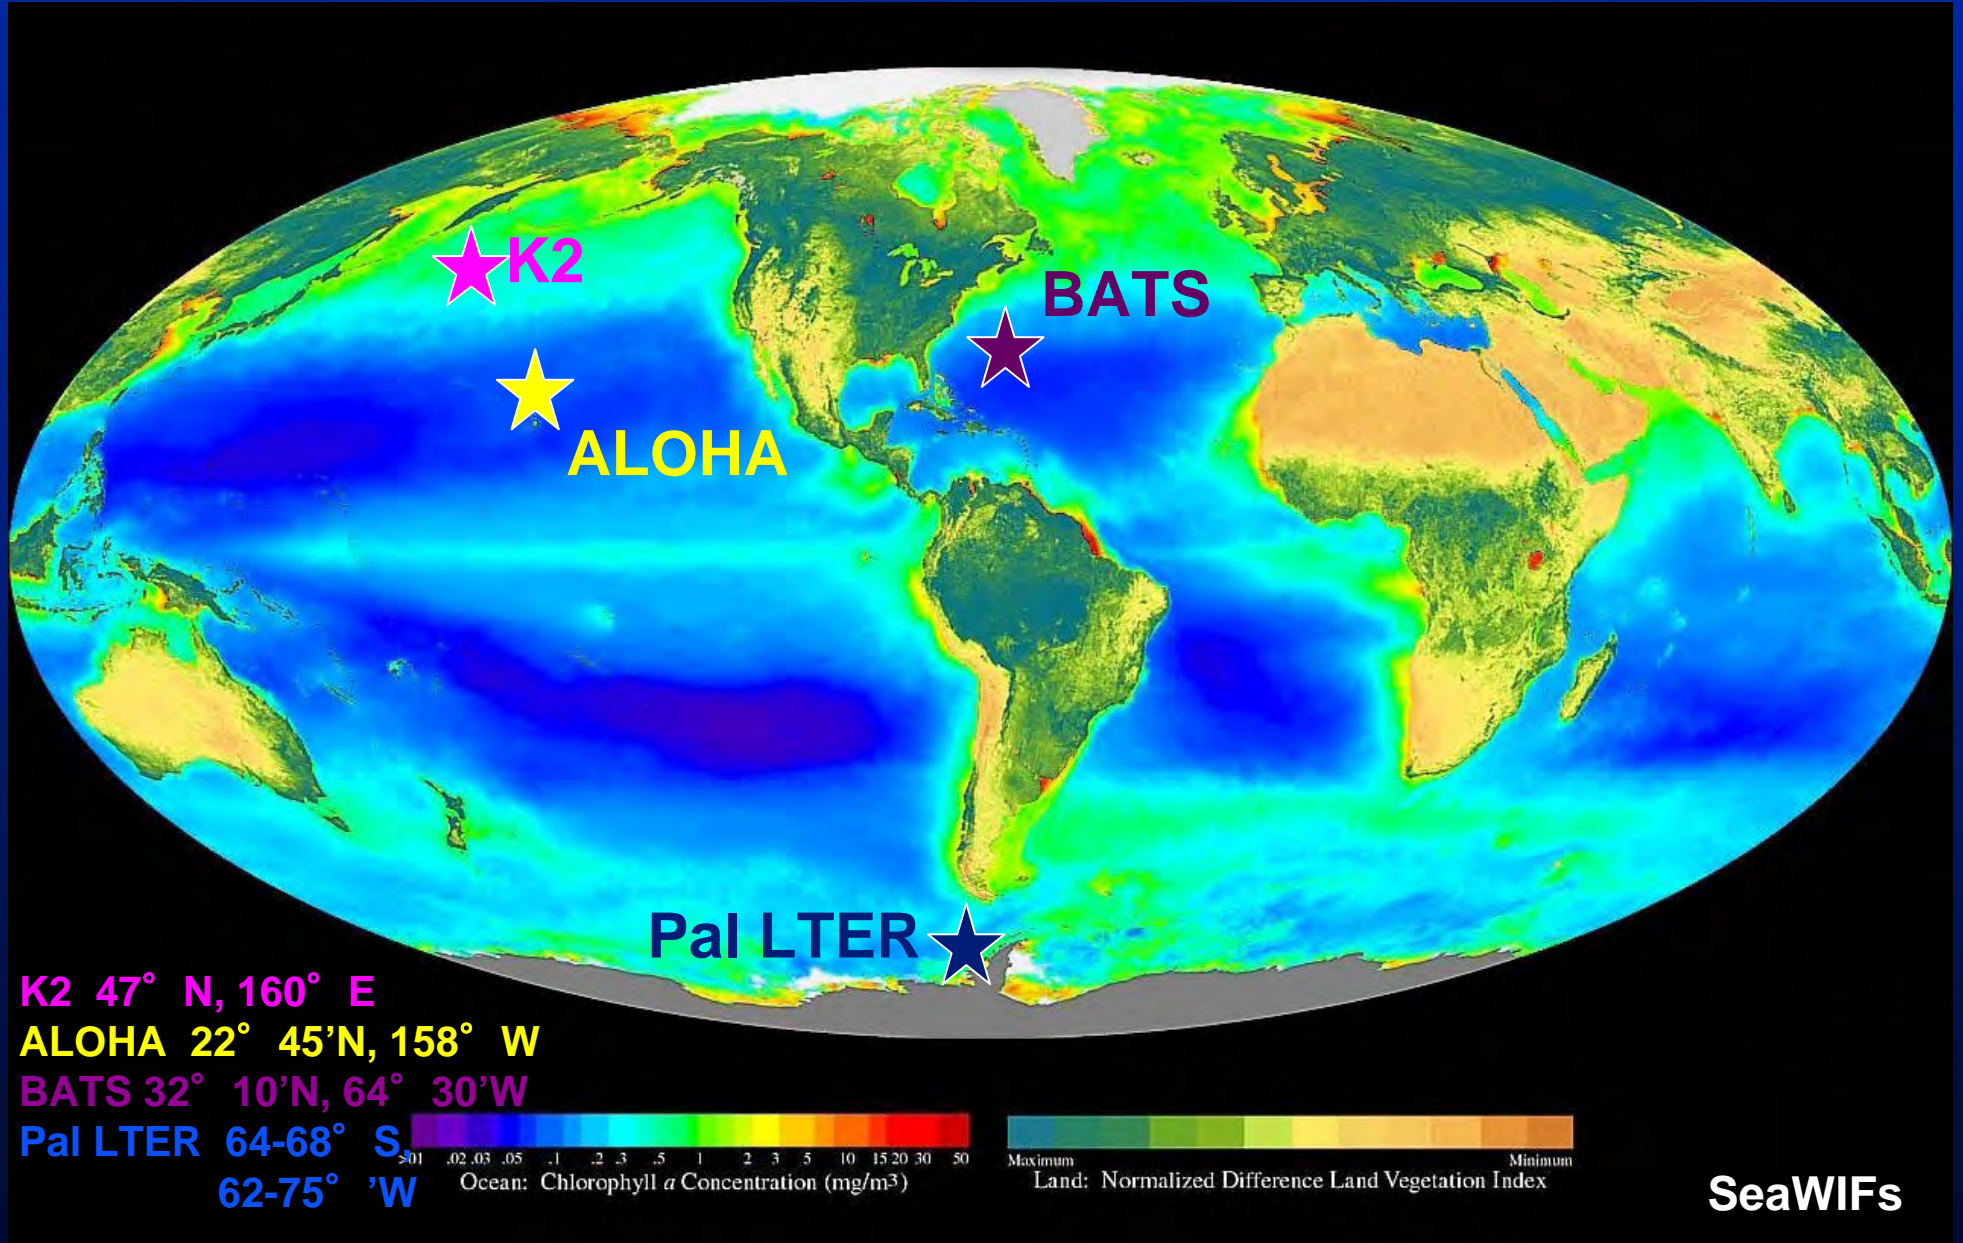 K2
BATS
ALOHA
Pal LTER
K2 47° N, 160° E
ALOHA 22° 45’N, 158° W
BATS 32° 10’N, 64° 30’W
Pal LTER 64-68° S,
62-75° ’W
>01 .02 .03 .05 .1 .2 .3 .5 1 2 3 5 10 15 20 30 50
Ocean: Chlorophyll a Concentration (mg/m3)
Maximum Minimum
Land: Normalized Difference Land Vegetation Index
SeaWIFs